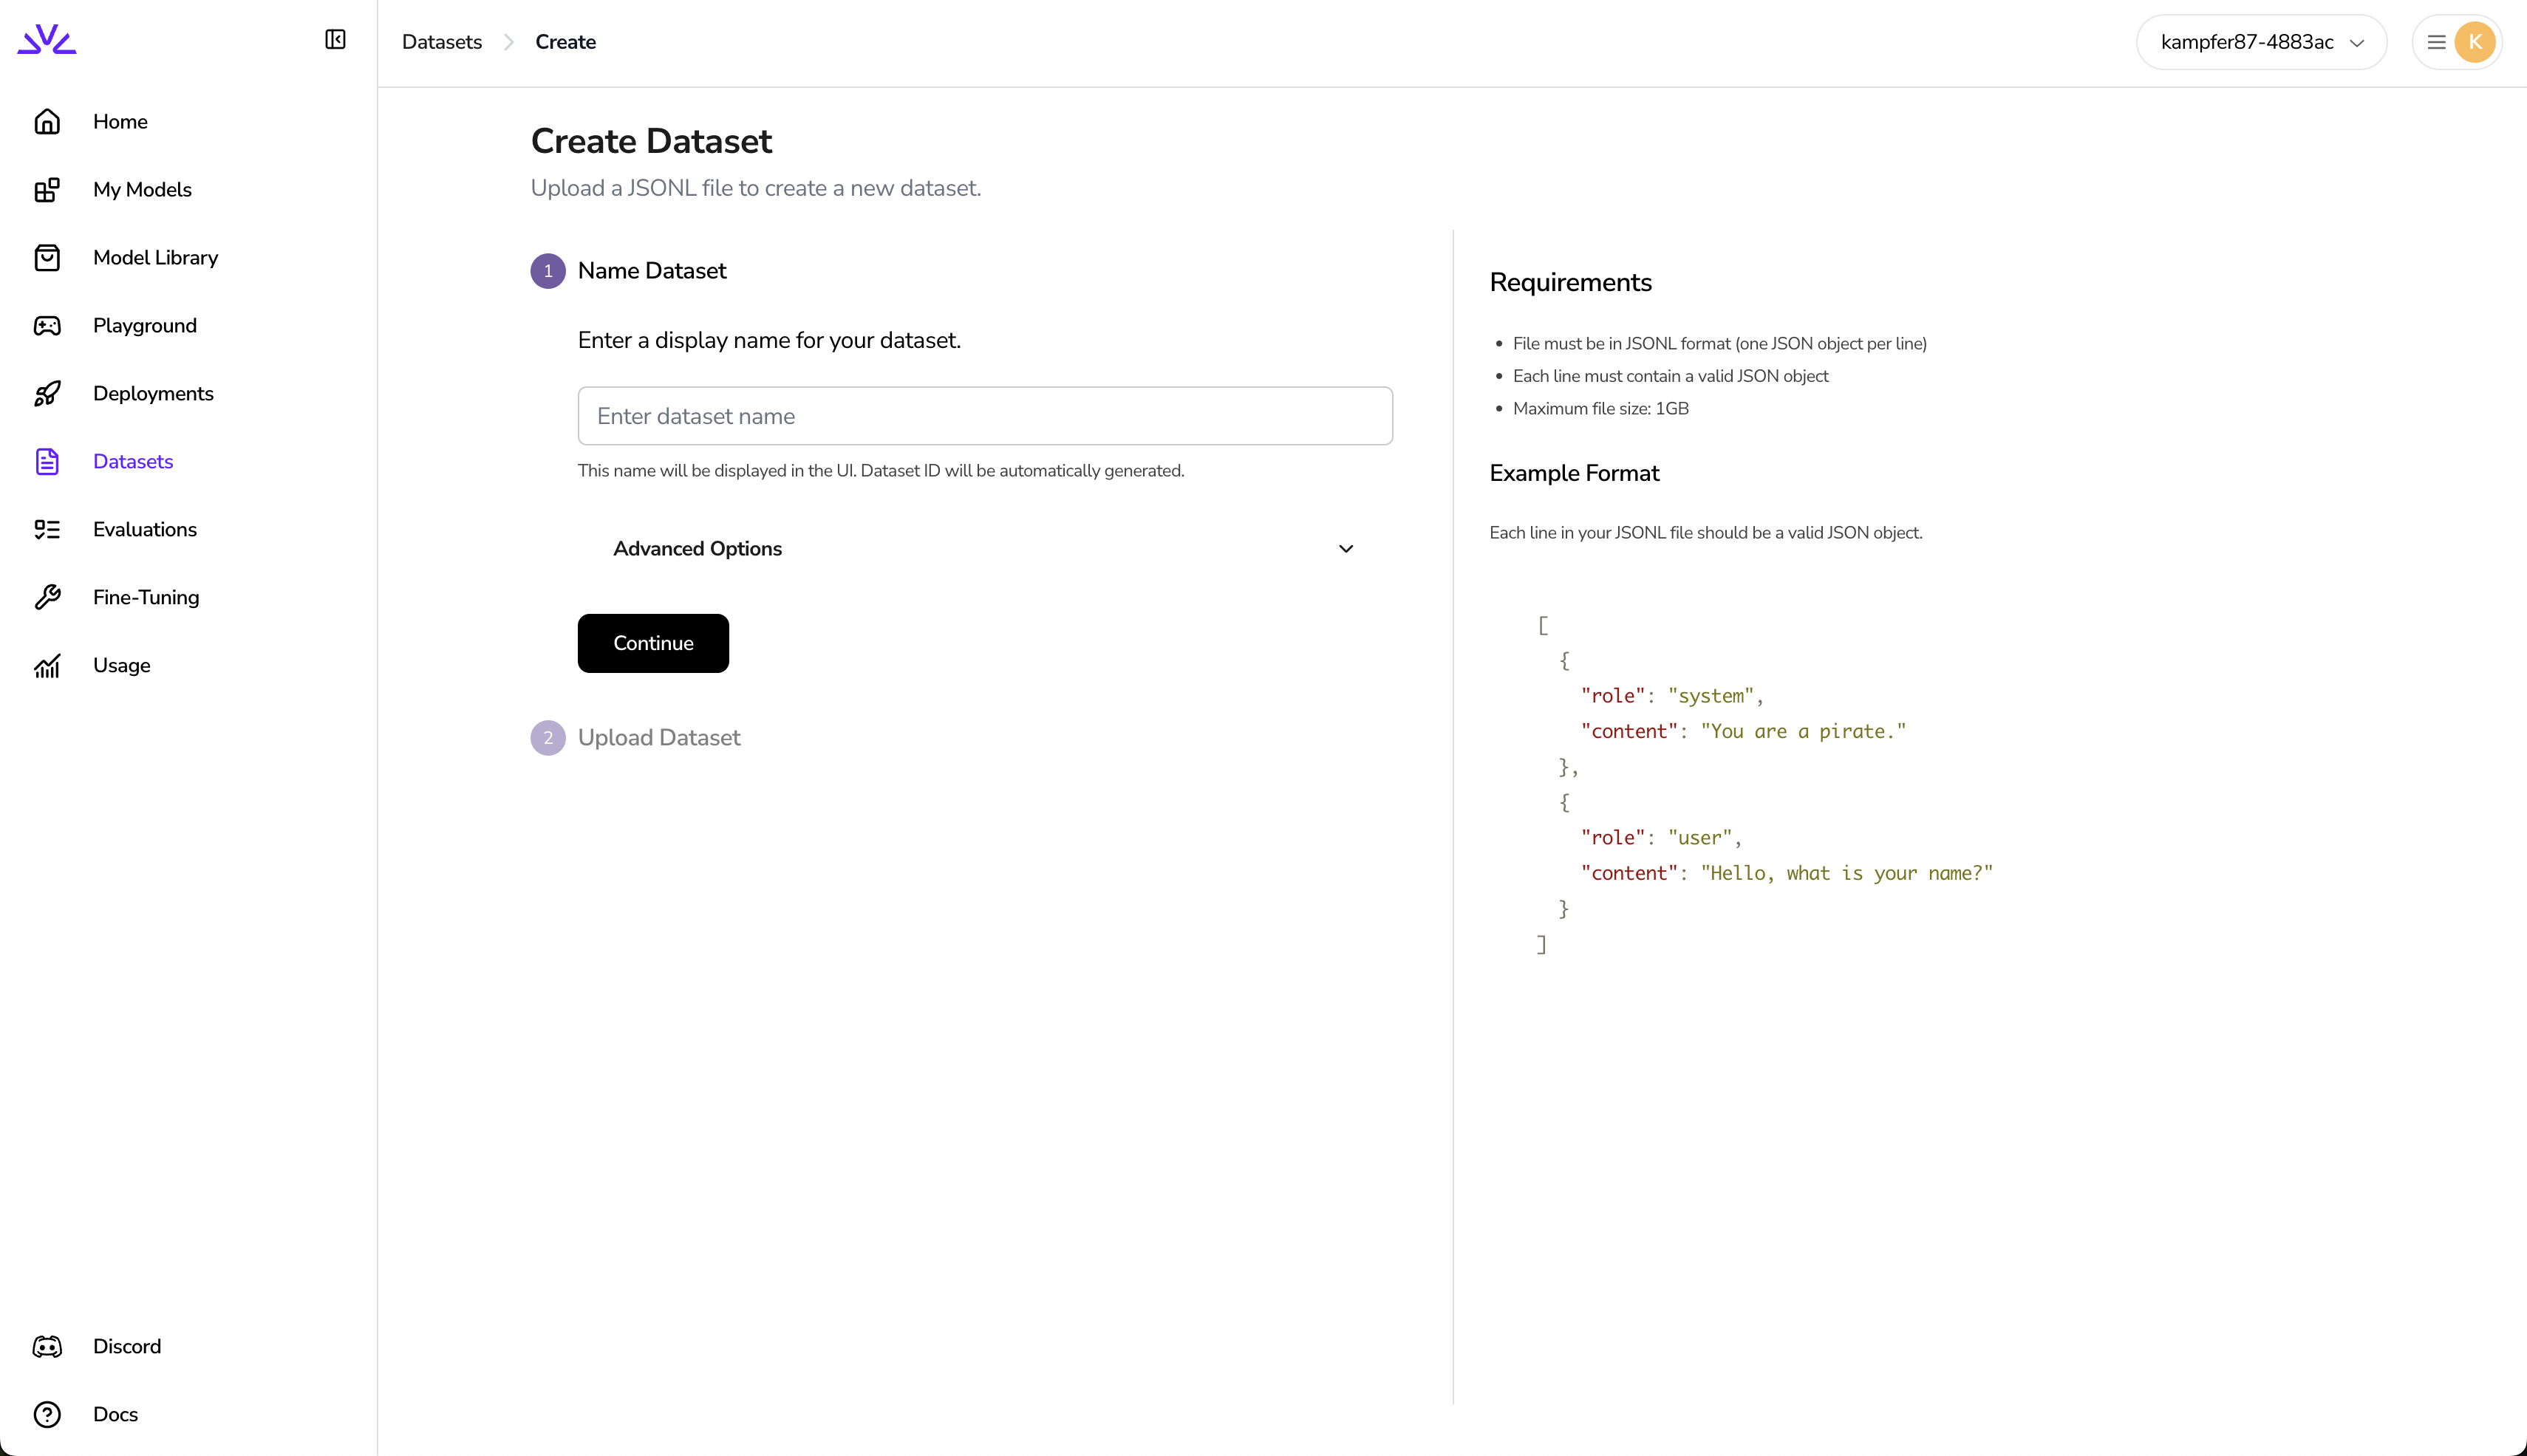 Datasets
Create
kampfer87-4883ac
K
Home
My Models
Model Library
Playground
Deployments
Datasets
Evaluations
Fine-Tuning
Usage
Discord
Docs
Create Dataset
Upload a JSONL file to create a new dataset.
1 Name Dataset
Enter a display name for your dataset.
Enter dataset name
This name will be displayed in the UI. Dataset ID will be automatically generated.
Advanced Options
Continue
2 Upload Dataset
Requirements
• File must be in JSONL format (one JSON object per line)
• Each line must contain a valid JSON object
• Maximum file size: 1GB
Example Format
Each line in your JSONL file should be a valid JSON object.
[
  {
    "role": "system",
    "content": "You are a pirate."
  },
  {
    "role": "user",
    "content": "Hello, what is your name?"
  }
]